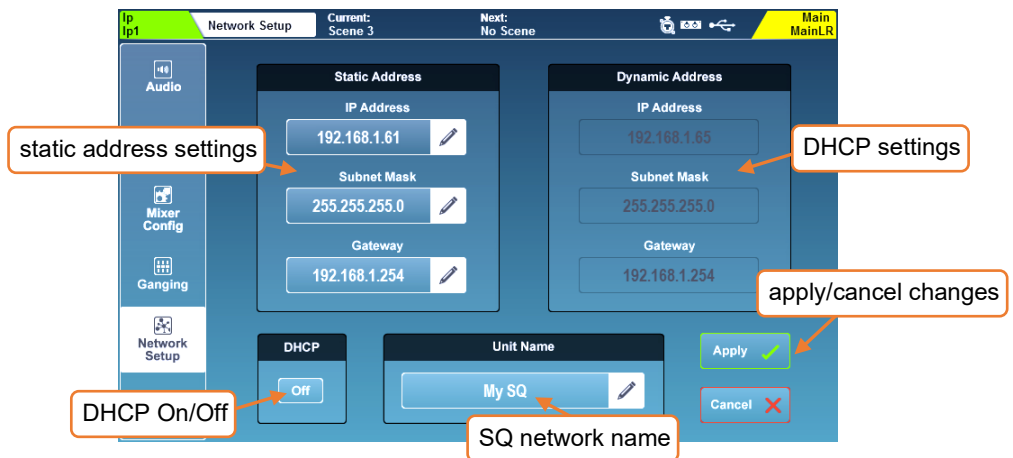 Ip
Ip1
Network Setup
Current:
Scene 3
Next:
No Scene
Main
MainLR
Audio
Mixer
Config
Ganging
Network
Setup
Static Address
IP Address
192.168.1.61
Subnet Mask
255.255.255.0
Gateway
192.168.1.254
Dynamic Address
IP Address
192.168.1.65
Subnet Mask
255.255.255.0
Gateway
192.168.1.254
static address settings
DHCP settings
apply/cancel changes
DHCP
Off
Unit Name
My SQ
Apply
Cancel
DHCP On/Off
SQ network name